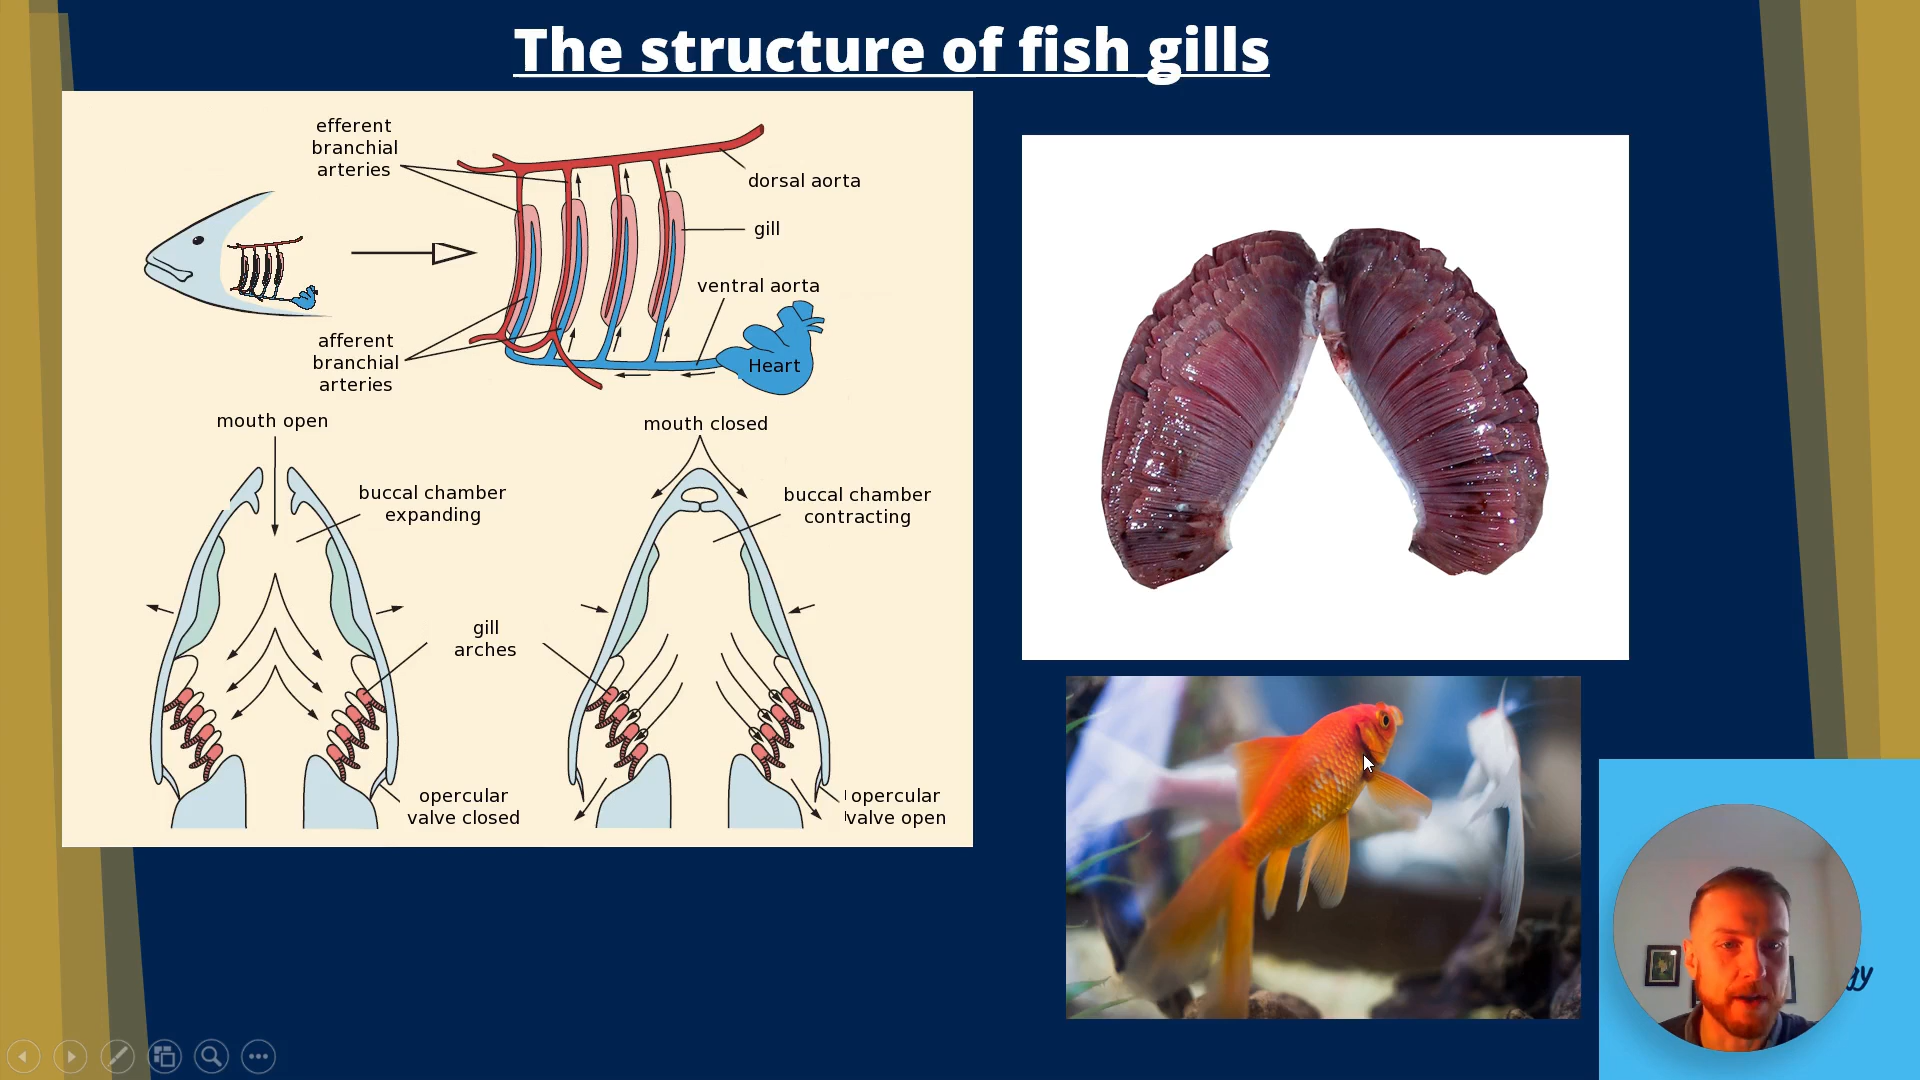 The structure of fish gills
efferent
branchial
arteries
dorsal aorta
gill
ventral aorta
Heart
afferent
branchial
arteries
mouth open
buccal chamber
expanding
mouth closed
buccal chamber
contracting
gill
arches
opercular
valve closed
opercular
valve open
gy